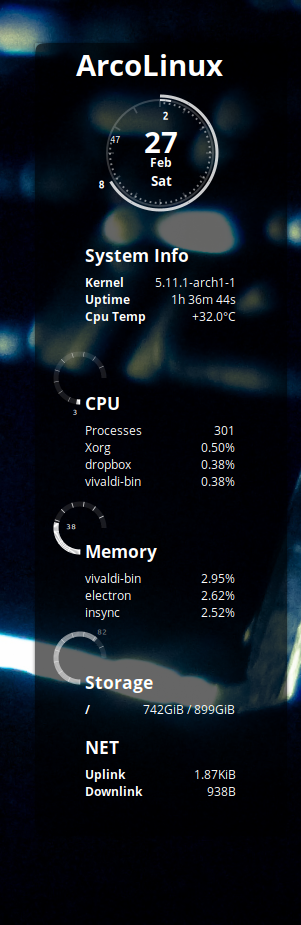 ArcoLinux
2
47
27
Feb
Sat
8
System Info
Kernel 5.11.1-arch1-1
Uptime 1h 36m 44s
Cpu Temp +32.0°C
3
CPU
Processes 301
Xorg 0.50%
dropbox 0.38%
vivaldi-bin 0.38%
38
Memory
vivaldi-bin 2.95%
electron 2.62%
insync 2.52%
82
Storage
/ 742GiB / 899GiB
NET
Uplink 1.87KiB
Downlink 938B